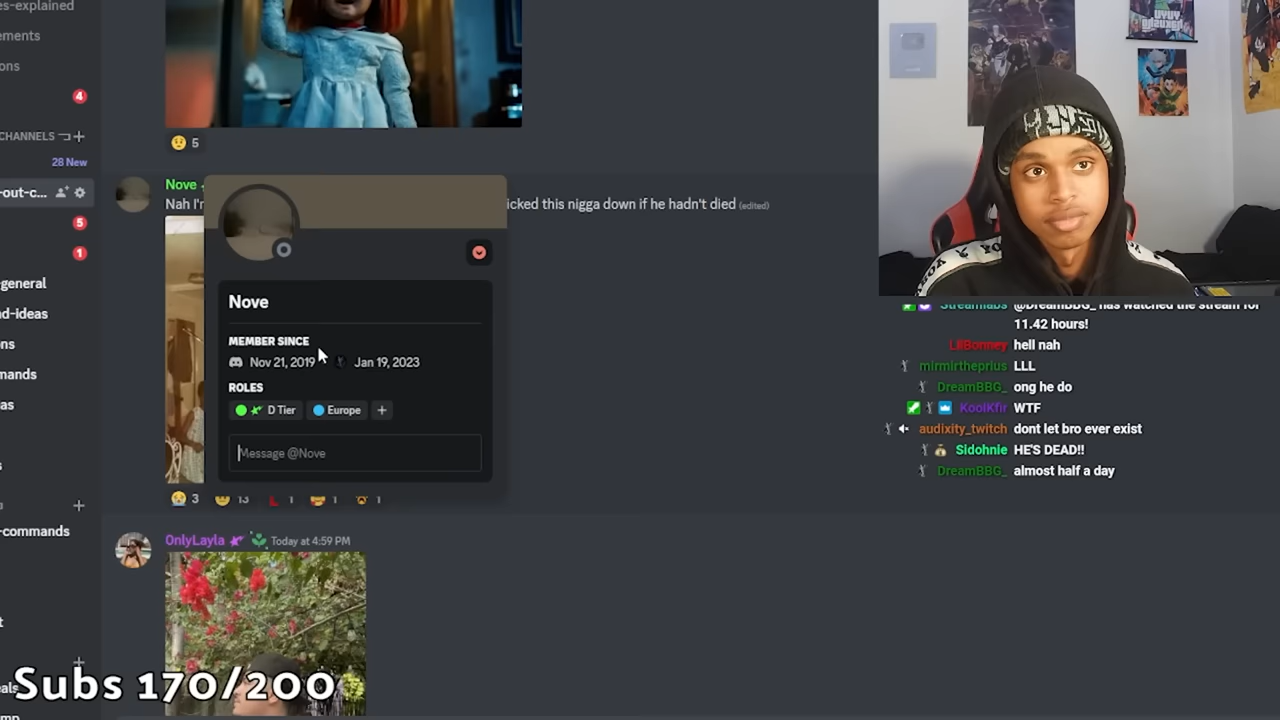 es-explained
ements
ons
4
CHANNELS
28 New
-out-c...
5
1
general
d-ideas
ons
mands
as
s
commands
t
eals
5
Nove
Nah I'm
icked this nigga down if he hadn't died (edited)
Nove
MEMBER SINCE
Nov 21, 2019
Jan 19, 2023
ROLES
D Tier
Europe
Message @Nove
3
13
1
1
1
OnlyLayla
Today at 4:59 PM
Subs 170/200
Streamlabs @DreamBBG_ has watched the stream for
11.42 hours!
LilBonney hell nah
mirmirtheprius LLL
DreamBBG_ ong he do
KoolKfir WTF
audixity_twitch dont let bro ever exist
Sidohnie HE'S DEAD!!
DreamBBG_ almost half a day